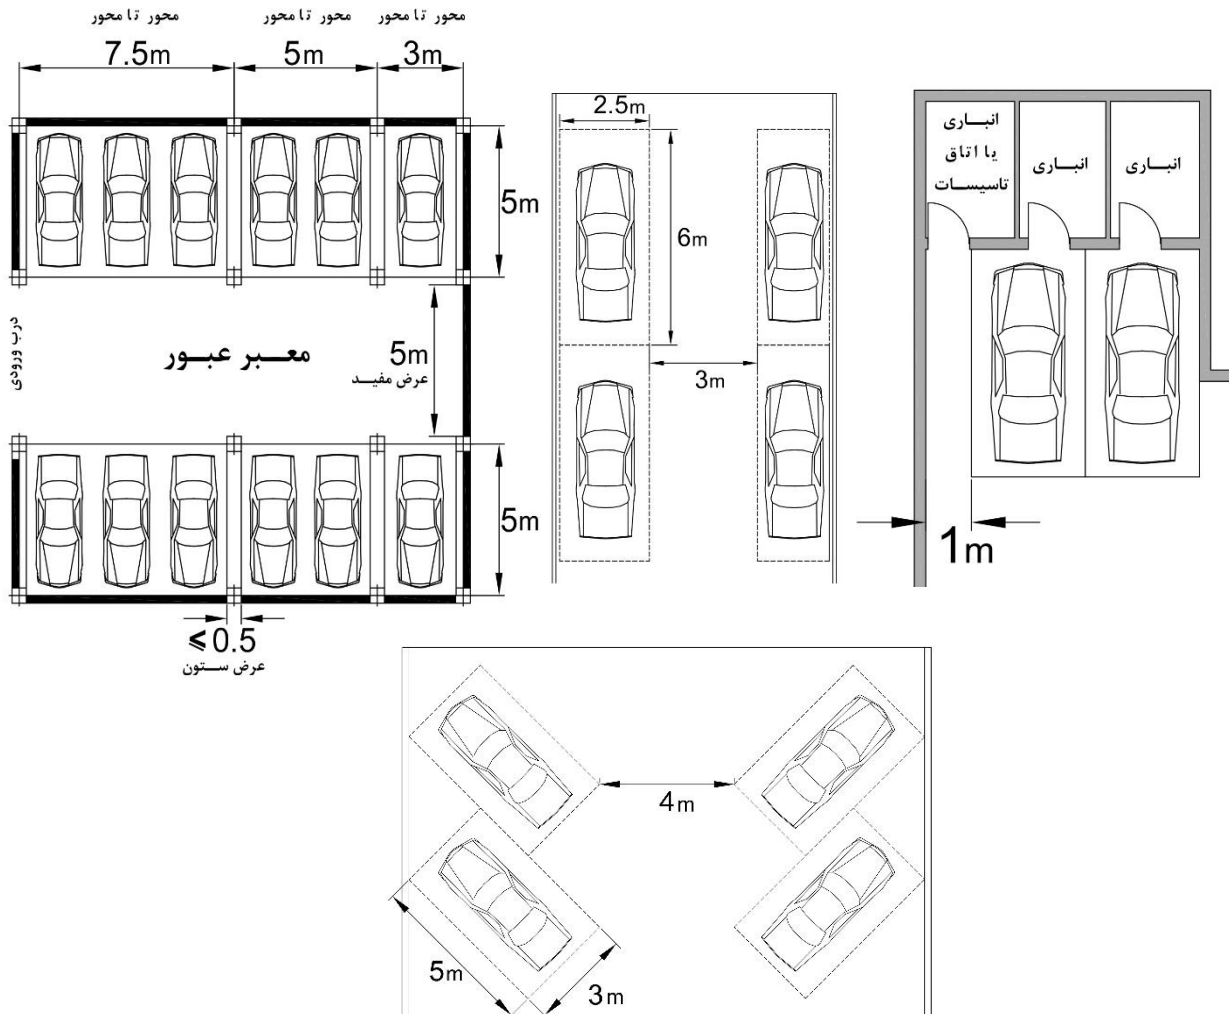 محور تا محور
محور تا محور
محور تا محور
7.5m
5m
3m
5m
درب ورودی
معبر عبور
5m
عرض مفید
5m
⩽0.5
عرض ستون
2.5m
6m
3m
انباری
یا اتاق
تاسیسات
انباری
انباری
1m
4m
5m
3m